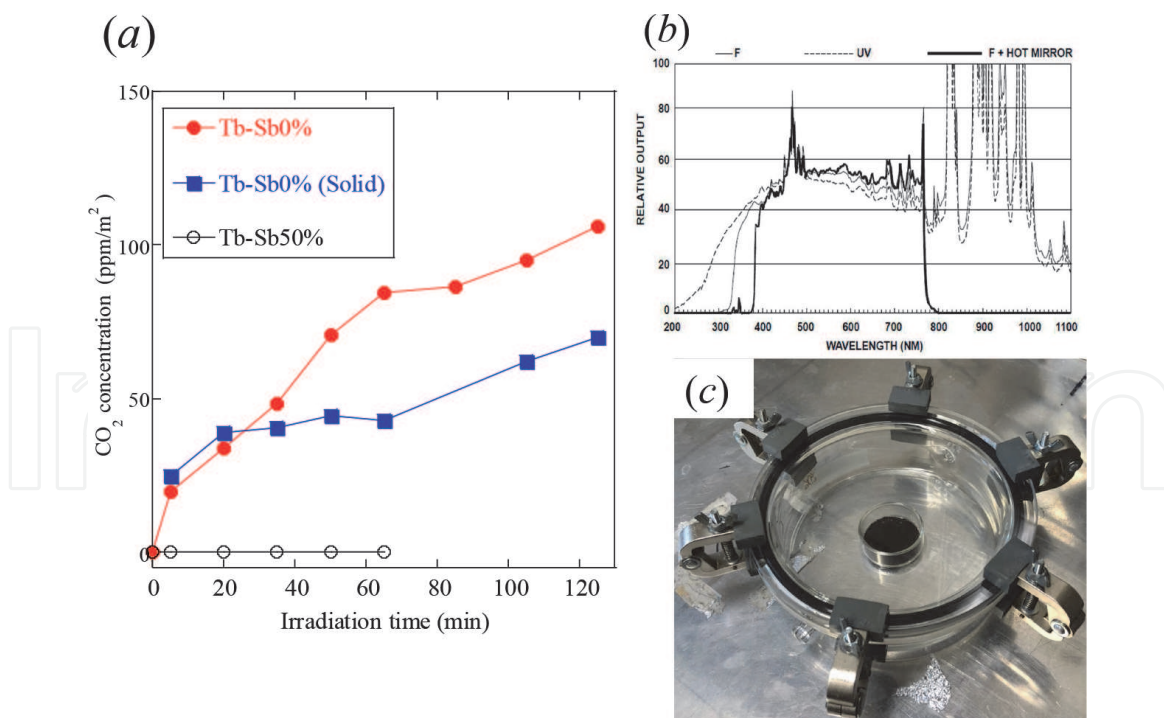 (a)
150
100
50
0
0
20
40
60
80
100
120
CO2 concentration (ppm/m2)
Irradiation time (min)
Tb-Sb0%
Tb-Sb0% (Solid)
Tb-Sb50%
(b)
F
UV
F + HOT MIRROR
100
80
60
40
20
0
200
300
400
500
600
700
800
900
1000
1100
RELATIVE OUTPUT
WAVELENGTH (NM)
(c)